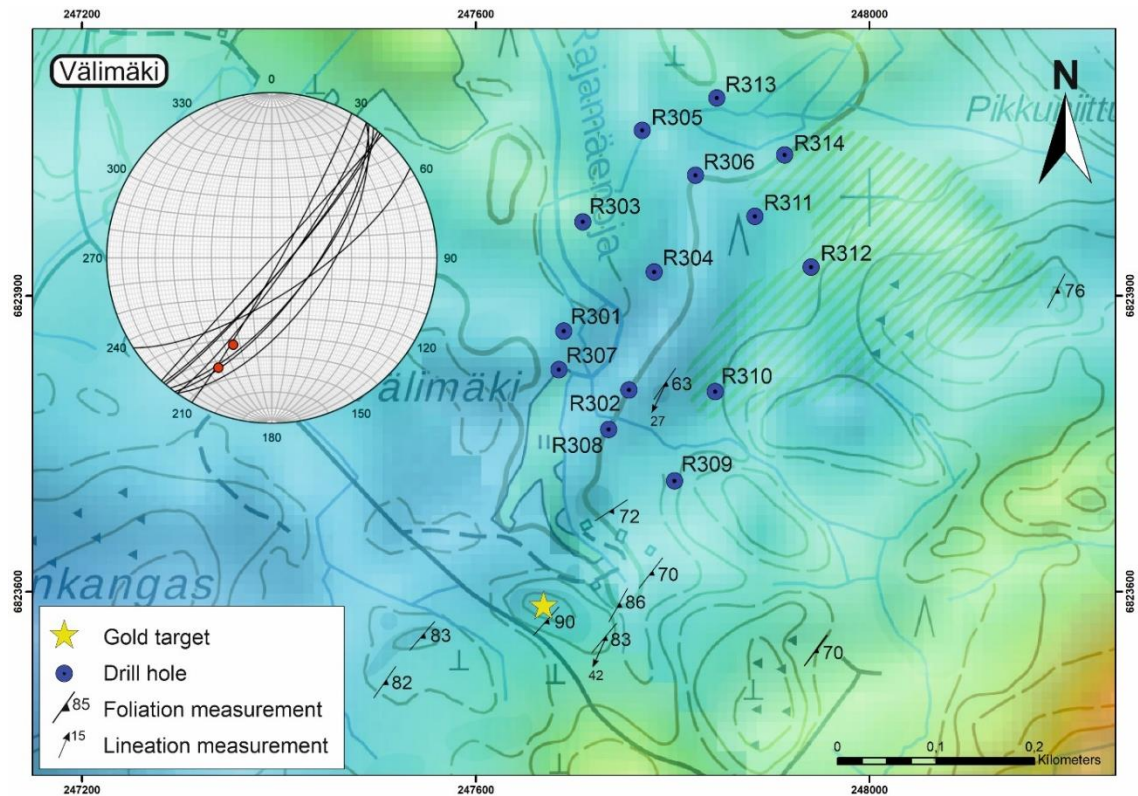 247200
247600
248000
Välimäki
N
0
330
30
300
60
270
90
240
120
210
150
180
Rajamäenoja
Pikkuniittu
R313
R305
R314
R306
R311
R303
R312
R304
76
6823900
6823900
R301
R307
älimäki
R302
63
R310
27
R308
R309
72
nkangas
70
6823600
6823600
86
90
83
83
70
42
82
Gold target
Drill hole
85 Foliation measurement
15 Lineation measurement
0 0,1 0,2
Kilometers
247200
247600
248000